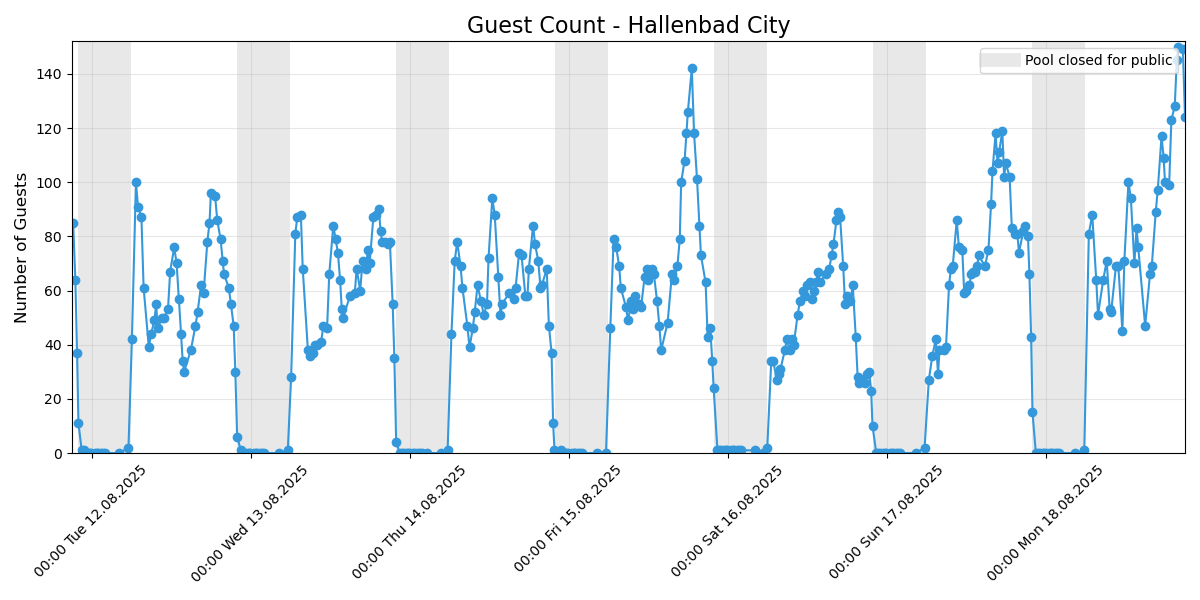 Guest Count - Hallenbad City
Pool closed for public
Number of Guests
140
120
100
80
60
40
20
0
00:00 Tue 12.08.2025
00:00 Wed 13.08.2025
00:00 Thu 14.08.2025
00:00 Fri 15.08.2025
00:00 Sat 16.08.2025
00:00 Sun 17.08.2025
00:00 Mon 18.08.2025